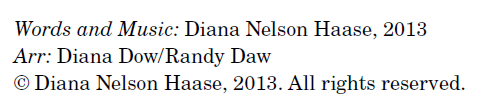 Words and Music: Diana Nelson Haase, 2013
Arr: Diana Dow/Randy Daw
© Diana Nelson Haase, 2013. All rights reserved.